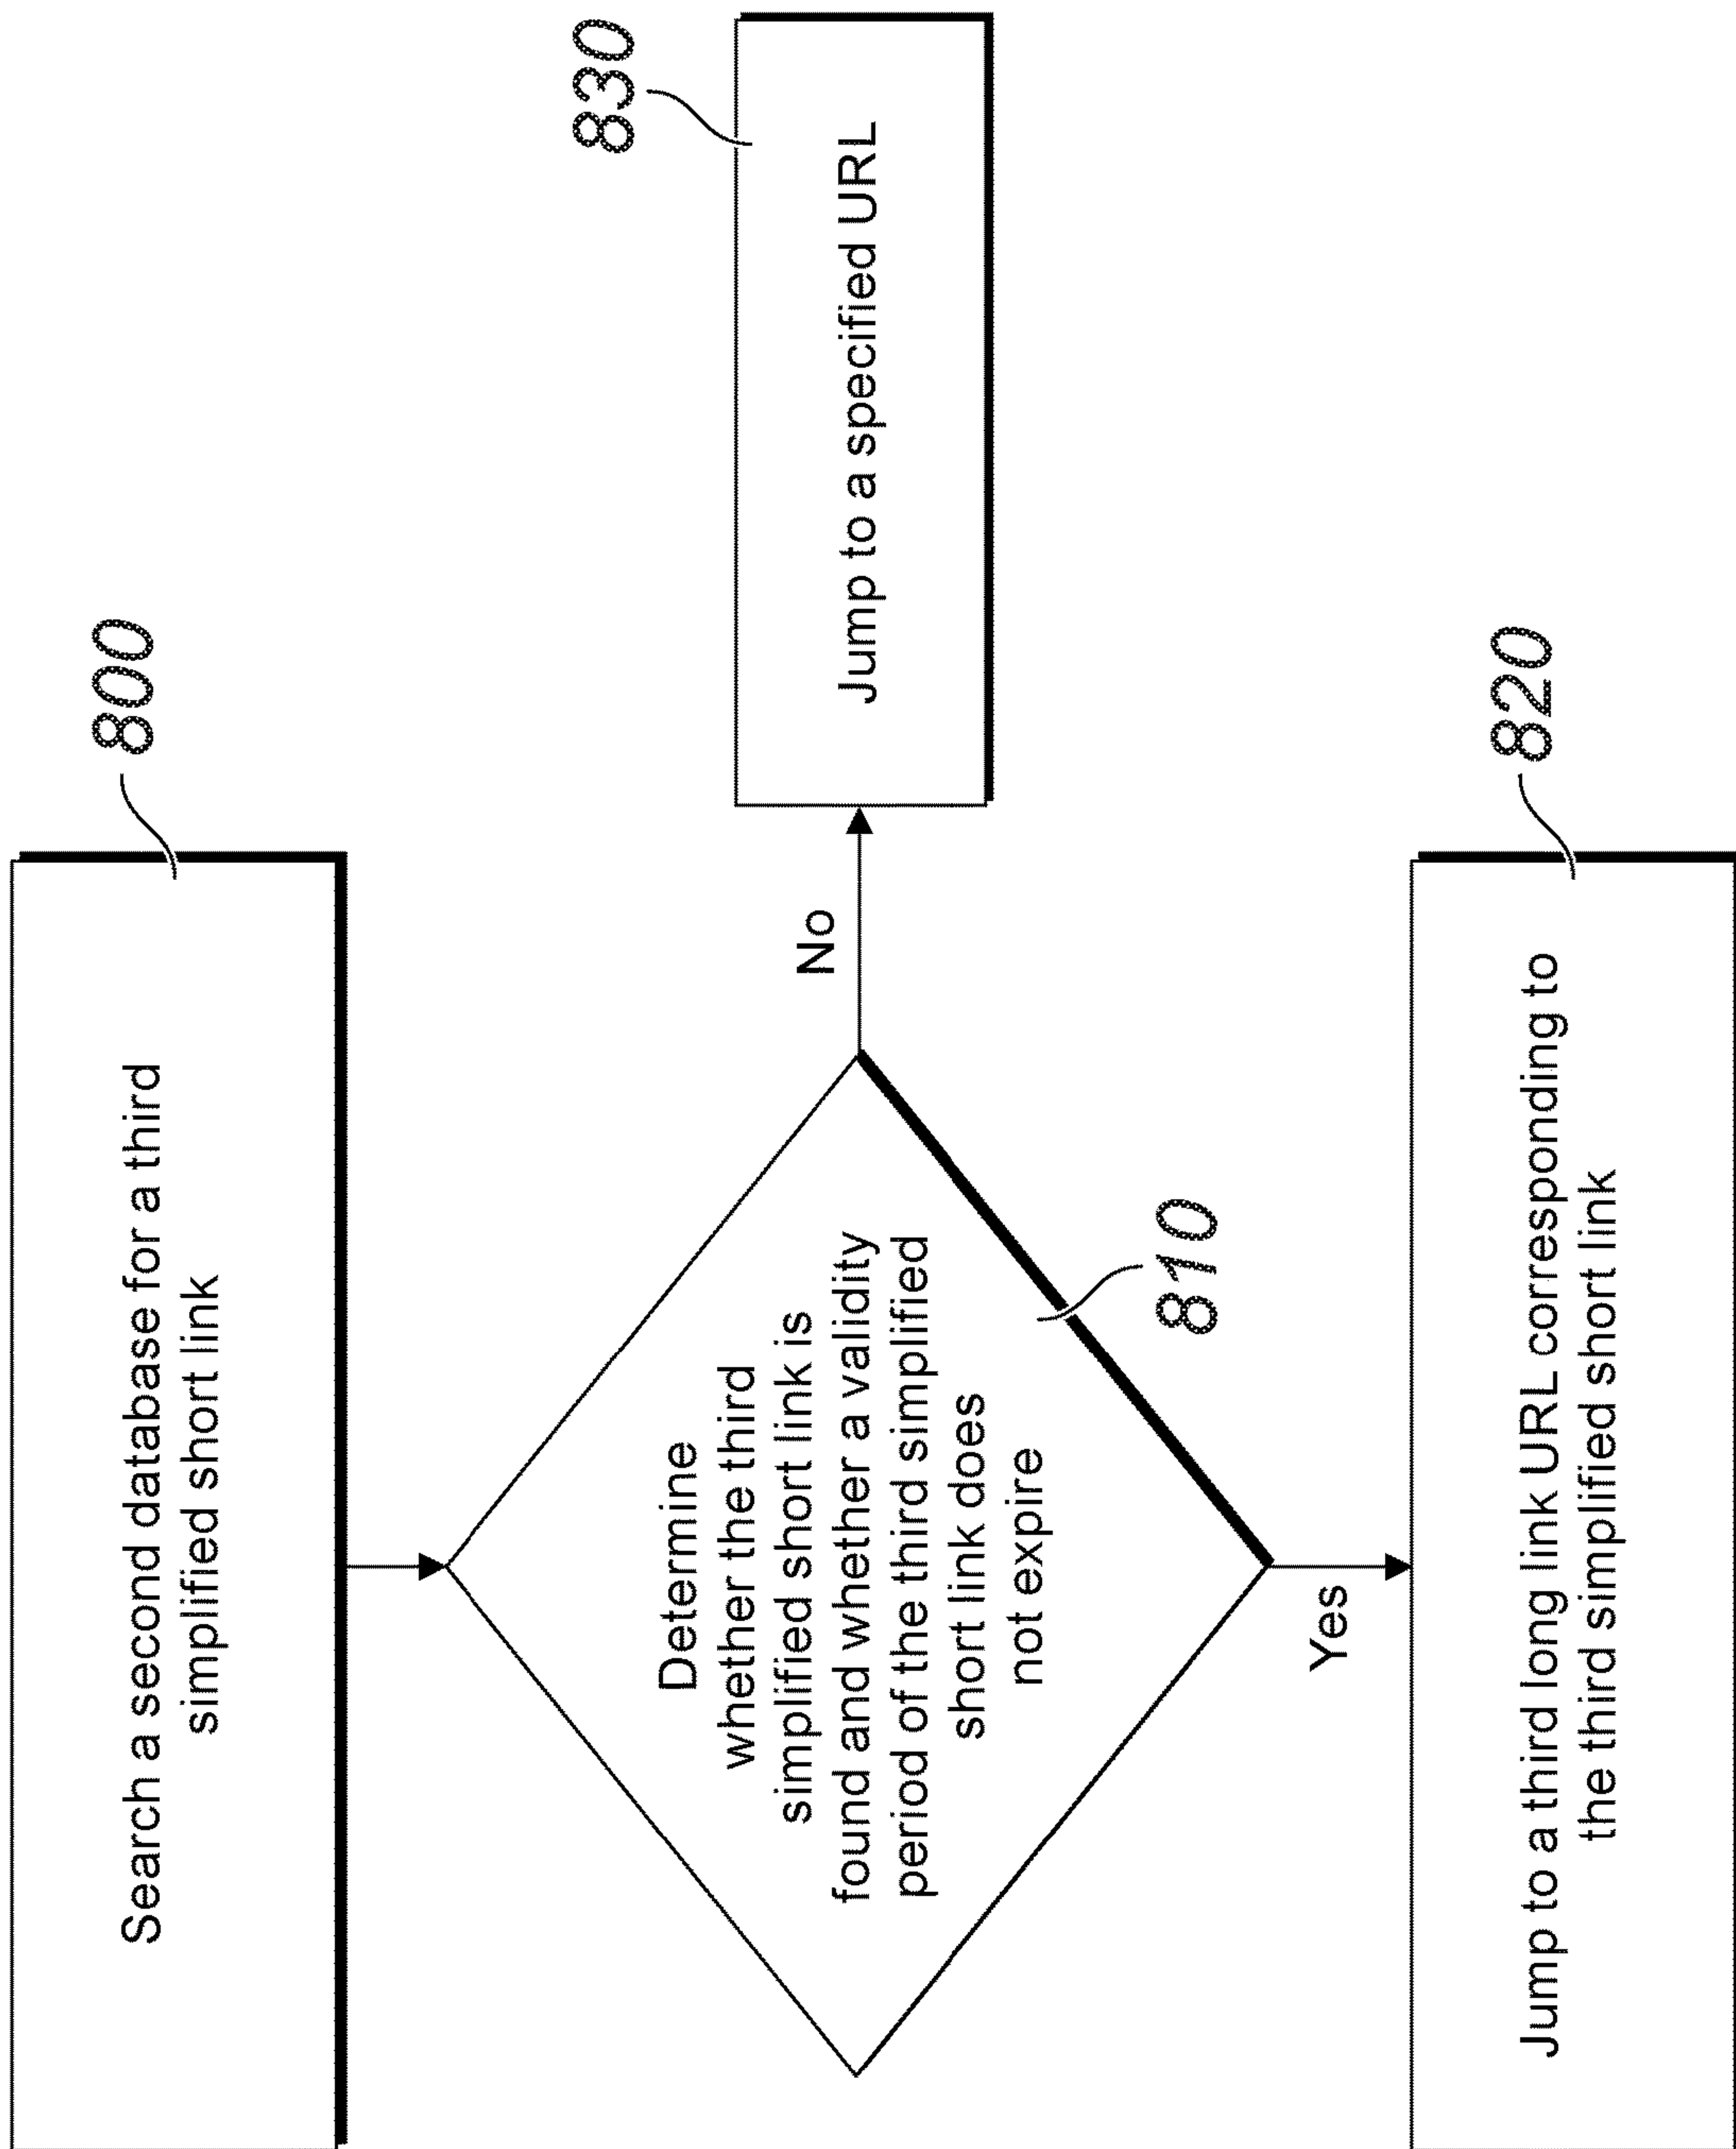 Search a second database for a third
simplified short link
800
Determine
whether the third
simplified short link is
found and whether a validity
period of the third simplified
short link does
not expire
810
No
Jump to a specified URL
830
Yes
Jump to a third long link URL corresponding to
the third simplified short link
820